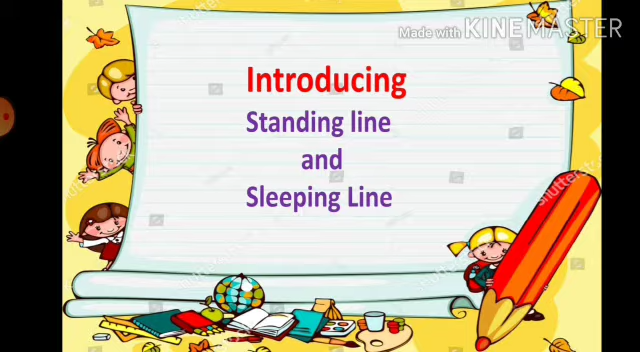 Made with KINEMASTER
Introducing
Standing line
and
Sleeping Line